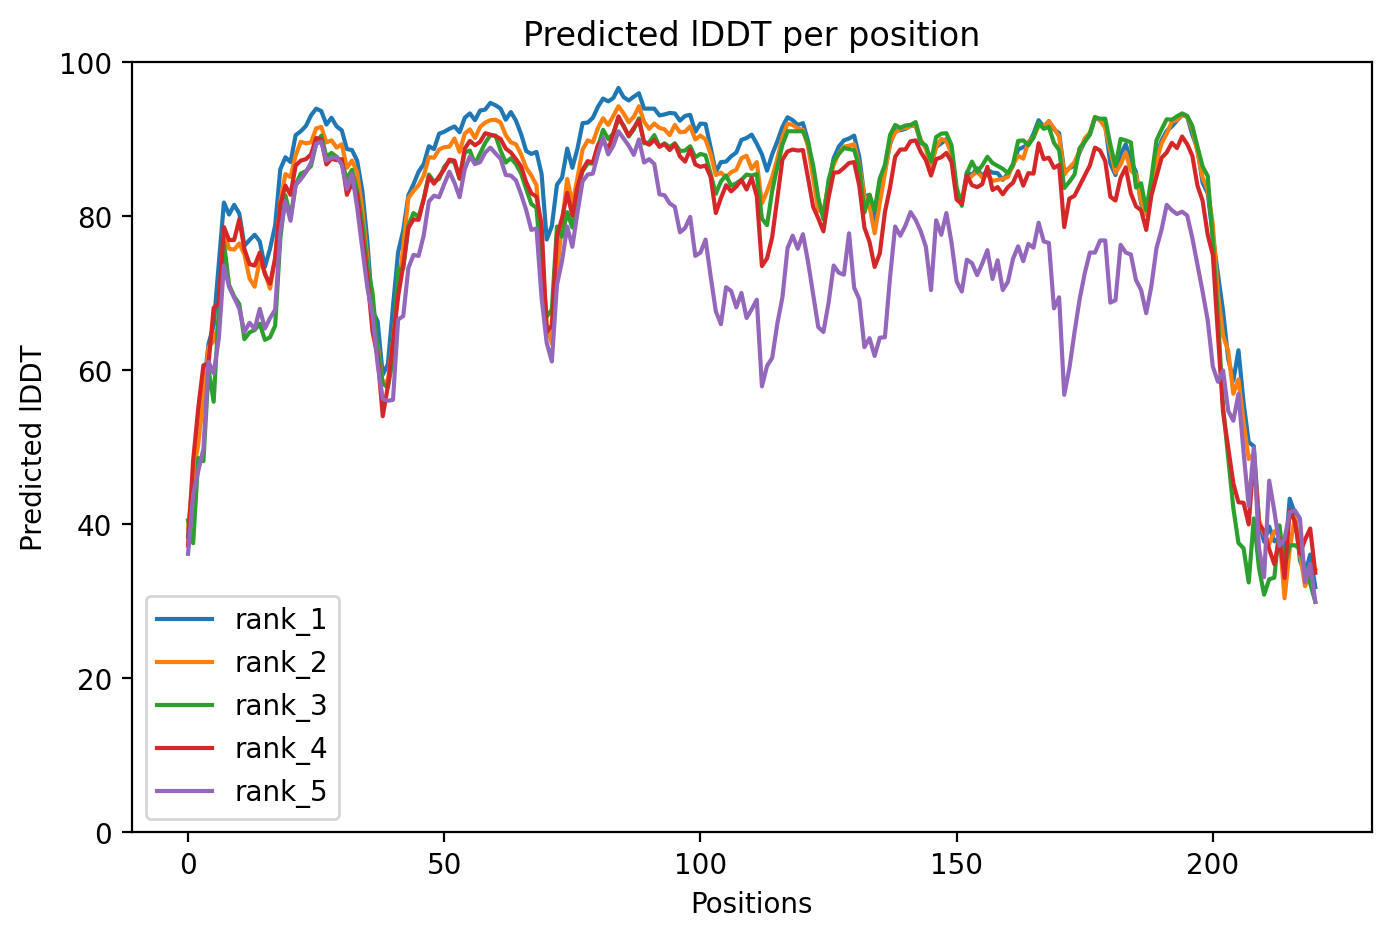 Predicted lDDT per position
100
80
60
40
20
0
Predicted lDDT
rank_1
rank_2
rank_3
rank_4
rank_5
0 50 100 150 200
Positions